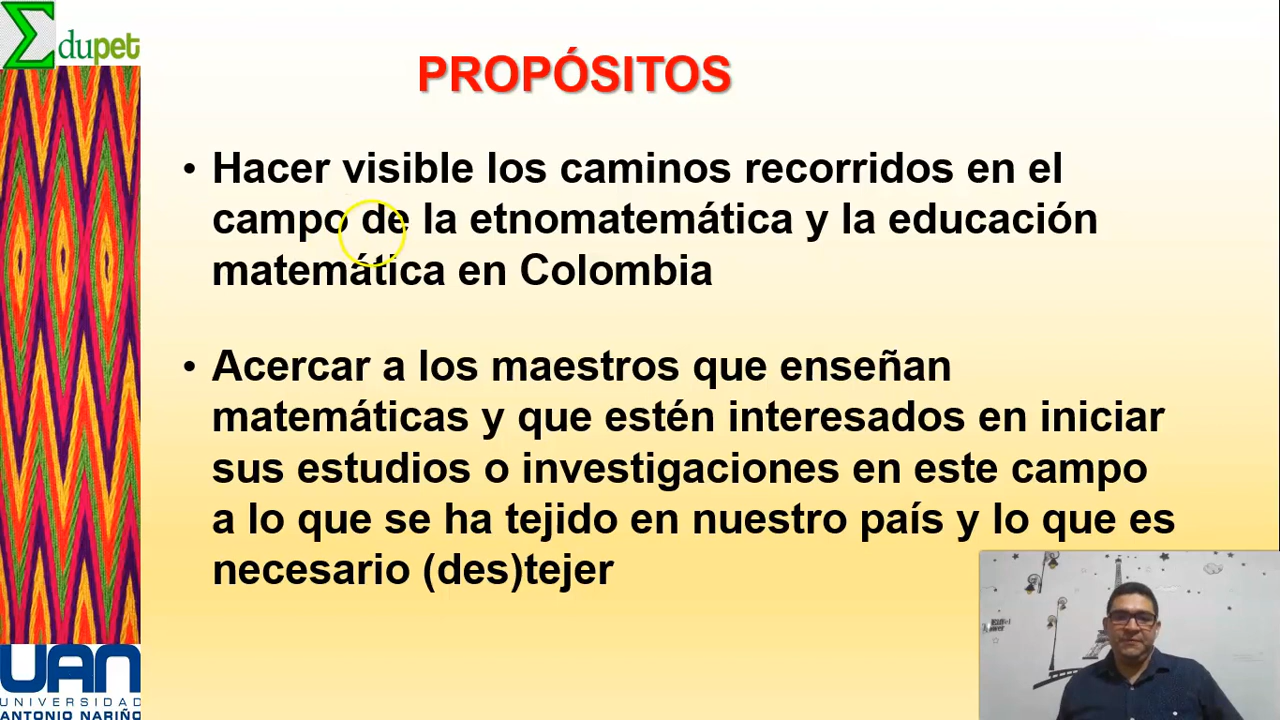 Σdupet
PROPÓSITOS
• Hacer visible los caminos recorridos en el
campo de la etnomatemática y la educación
matemática en Colombia
• Acercar a los maestros que enseñan
matemáticas y que estén interesados en iniciar
sus estudios o investigaciones en este campo
a lo que se ha tejido en nuestro país y lo que es
necesario (des)tejer
UAN
UNIVERSIDAD
ANTONIO NARIÑO